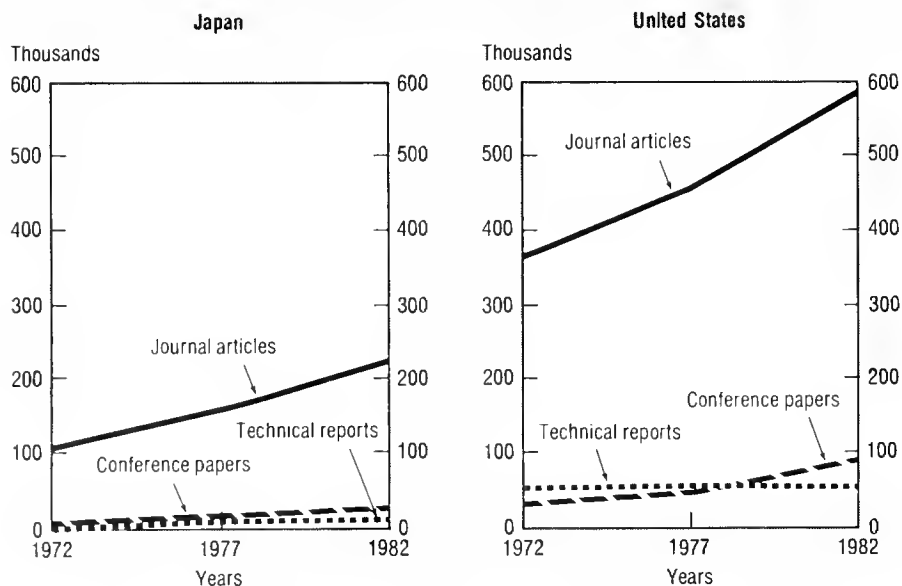 Japan
Thousands
600 600
500 500
400 400
300 300
Journal articles
200 200
Technical reports
100 100
Conference papers
0 0
1972 1977 1982
Years
United States
Thousands
600 600
Journal articles
500 500
400 400
300 300
200 200
Conference papers
Technical reports
100 100
0 0
1972 1977 1982
Years